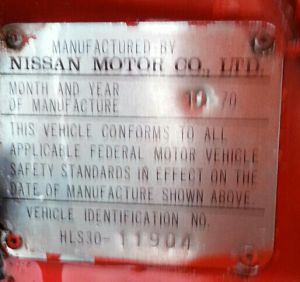 MANUFACTURED BY
NISSAN MOTOR CO., LTD.
MONTH AND YEAR
OF MANUFACTURE 10 70
THIS VEHICLE CONFORMS TO ALL
APPLICABLE FEDERAL MOTOR VEHICLE
SAFETY STANDARDS IN EFFECT ON THE
DATE OF MANUFACTURE SHOWN ABOVE.
VEHICLE IDENTIFICATION NO.
HLS30-11904